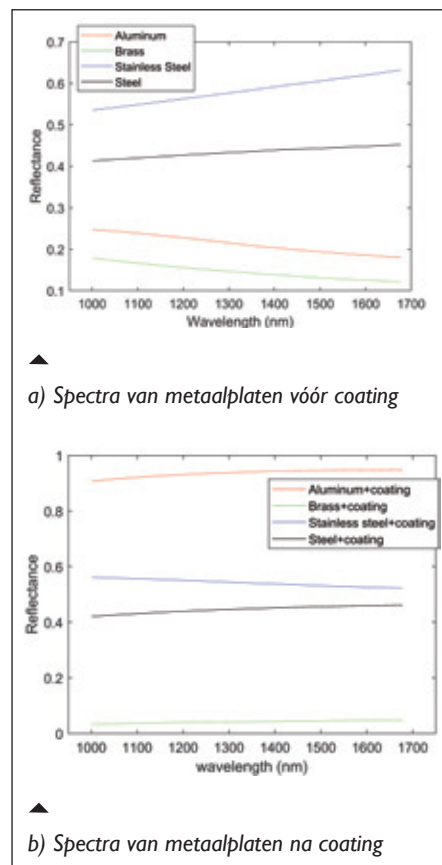 Aluminum
Brass
Stainless Steel
Steel
0.7
0.6
0.5
0.4
0.3
0.2
0.1
Reflectance
1000 1100 1200 1300 1400 1500 1600 1700
Wavelength (nm)
a) Spectra van metaalplaten vóór coating
1
0.8
0.6
0.4
0.2
0
Reflectance
Aluminum+coating
Brass+coating
Stainless steel+coating
Steel+coating
1000 1100 1200 1300 1400 1500 1600 1700
wavelength (nm)
b) Spectra van metaalplaten na coating